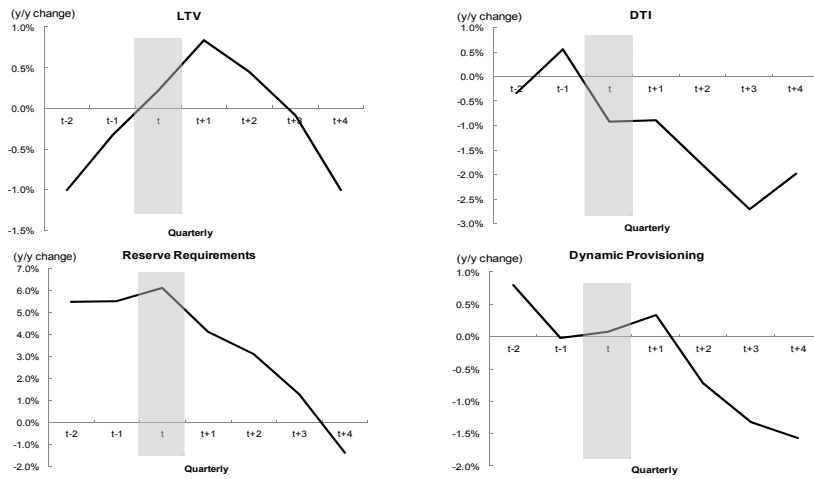 LTV
(y/y change)
1.0%
0.5%
0.0%
-0.5%
-1.0%
-1.5%
t-2 t-1 t t+1 t+2 t+3 t+4
Quarterly
DTI
(y/y change)
1.0%
0.5%
0.0%
-0.5%
-1.0%
-1.5%
-2.0%
-2.5%
-3.0%
t-2 t-1 t t+1 t+2 t+3 t+4
Quarterly
Reserve Requirements
(y/y change)
7.0%
6.0%
5.0%
4.0%
3.0%
2.0%
1.0%
0.0%
-1.0%
-2.0%
t-2 t-1 t t+1 t+2 t+3 t+4
Quarterly
Dynamic Provisioning
(y/y change)
1.0%
0.5%
0.0%
-0.5%
-1.0%
-1.5%
-2.0%
t-2 t-1 t t+1 t+2 t+3 t+4
Quarterly